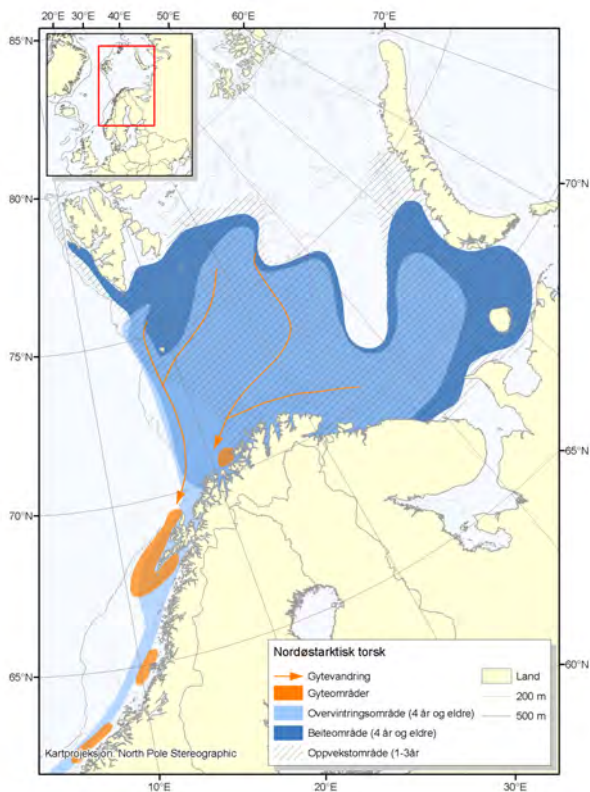 20°E 30°E 40°E 50°E 60°E 70°E
85°N
80°N
70°N
75°N
65°N
70°N
65°N
60°N
Nordøstarktisk torsk
Gytevandring
Gyteområder
Overvintringsområde (4 år og eldre)
Beiteområde (4 år og eldre)
Oppvekstområde (1-3år
Land
200 m
500 m
Kartprojeksjon: North Pole Stereographic
10°E 20°E 30°E